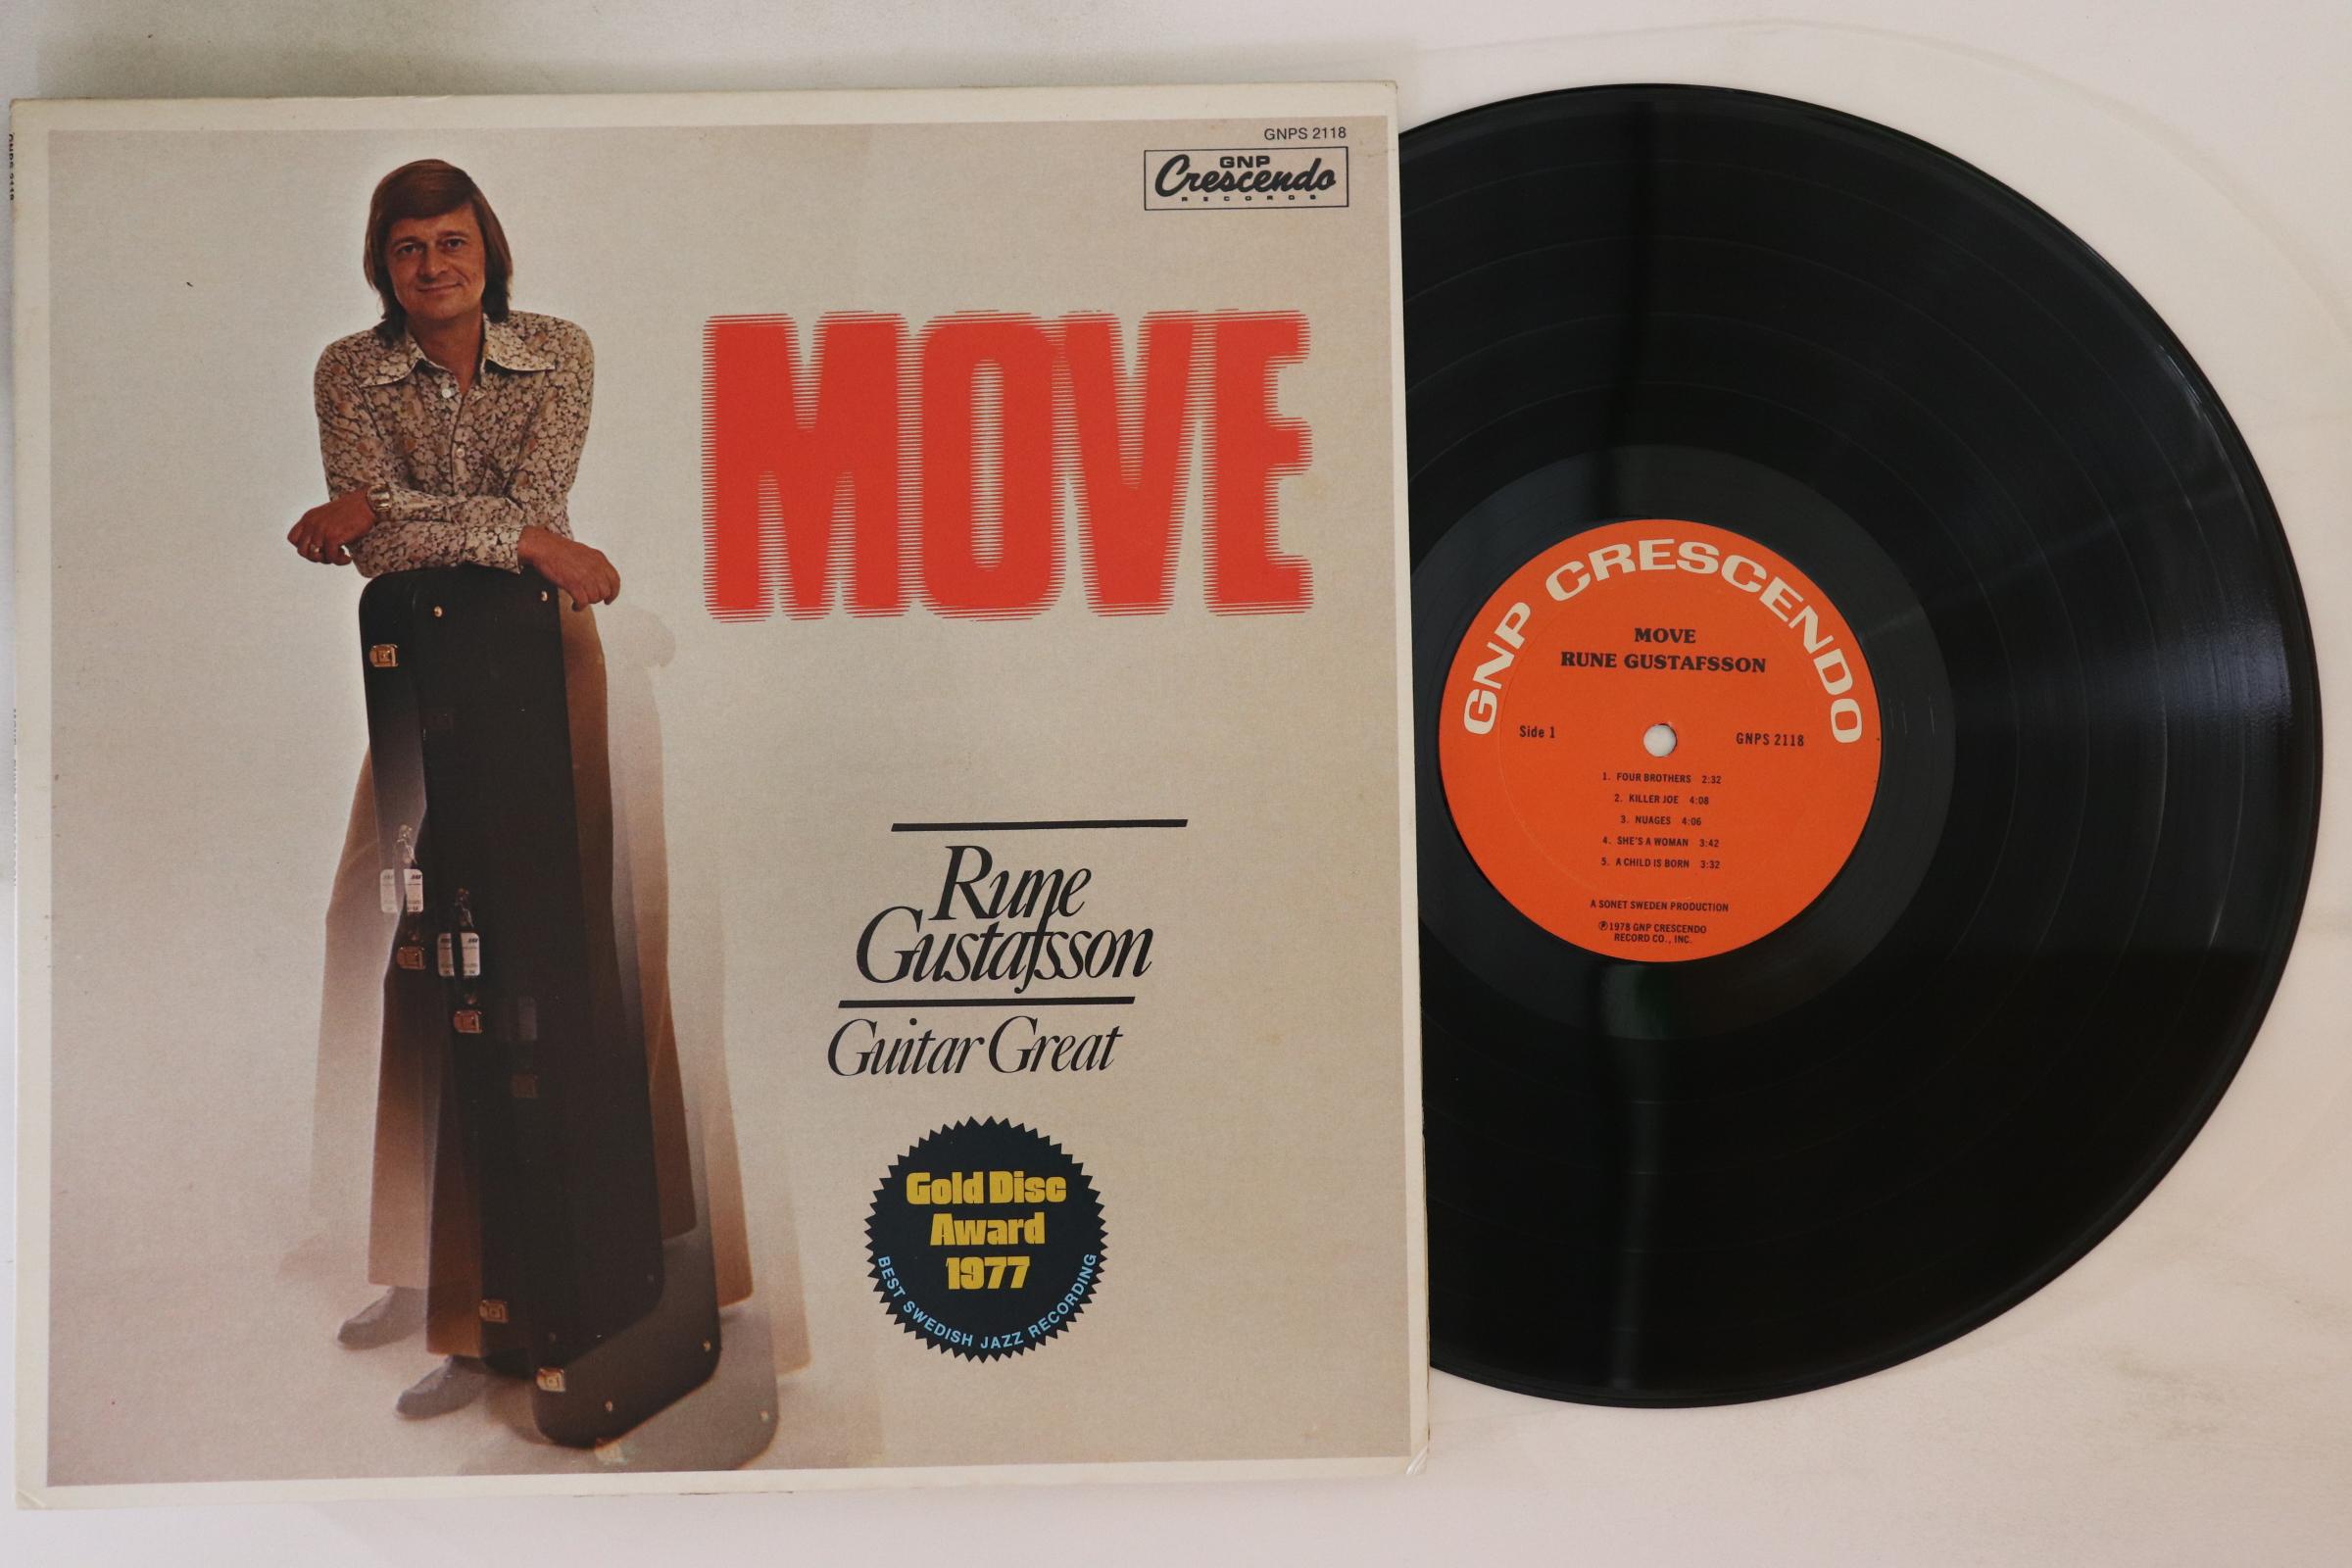 GNPS 2118
GNP
Crescendo
RECORDS
MOVE
Rune
Gustafsson
Guitar Great
Gold Disc
Award
1977
BEST SWEDISH JAZZ RECORDING
GNP CRESCENDO
MOVE
RUNE GUSTAFSSON
Side 1
GNPS 2118
1. FOUR BROTHERS 2:32
2. KILLER JOE 4:08
3. NUAGES 4:06
4. SHE'S A WOMAN 3:42
5. A CHILD IS BORN 3:32
A SONET SWEDEN PRODUCTION
℗1978 GNP CRESCENDO
RECORD CO., INC.